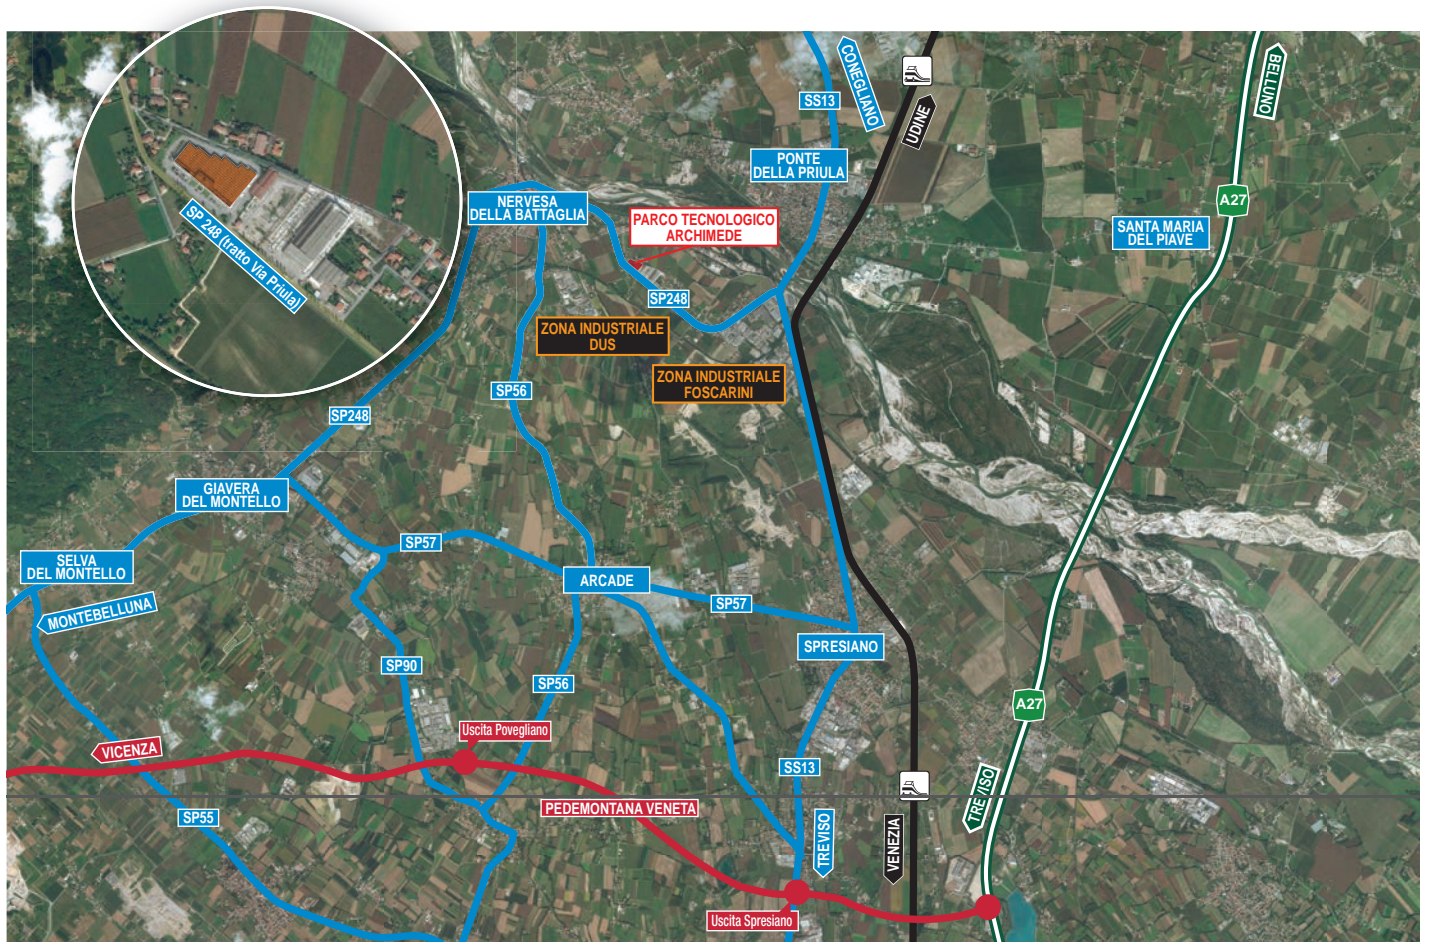 CONEGLIANO
BELLUNO
SS13
UDINE
PONTE
DELLA PRIULA
A27
NERVESA
DELLA BATTAGLIA
PARCO TECNOLOGICO
ARCHIMEDE
SANTA MARIA
DEL PIAVE
SP 248 (tratto Via Priula)
SP248
ZONA INDUSTRIALE
DUS
ZONA INDUSTRIALE
FOSCARINI
SP56
SP248
GIAVERA
DEL MONTELLO
SP57
SELVA
DEL MONTELLO
ARCADE
MONTEBELLUNA
SP57
SPRESIANO
SP90
SP56
A27
Uscita Povegliano
VICENZA
SS13
TREVISO
PEDEMONTANA VENETA
SP55
TREVISO
VENEZIA
Uscita Spresiano